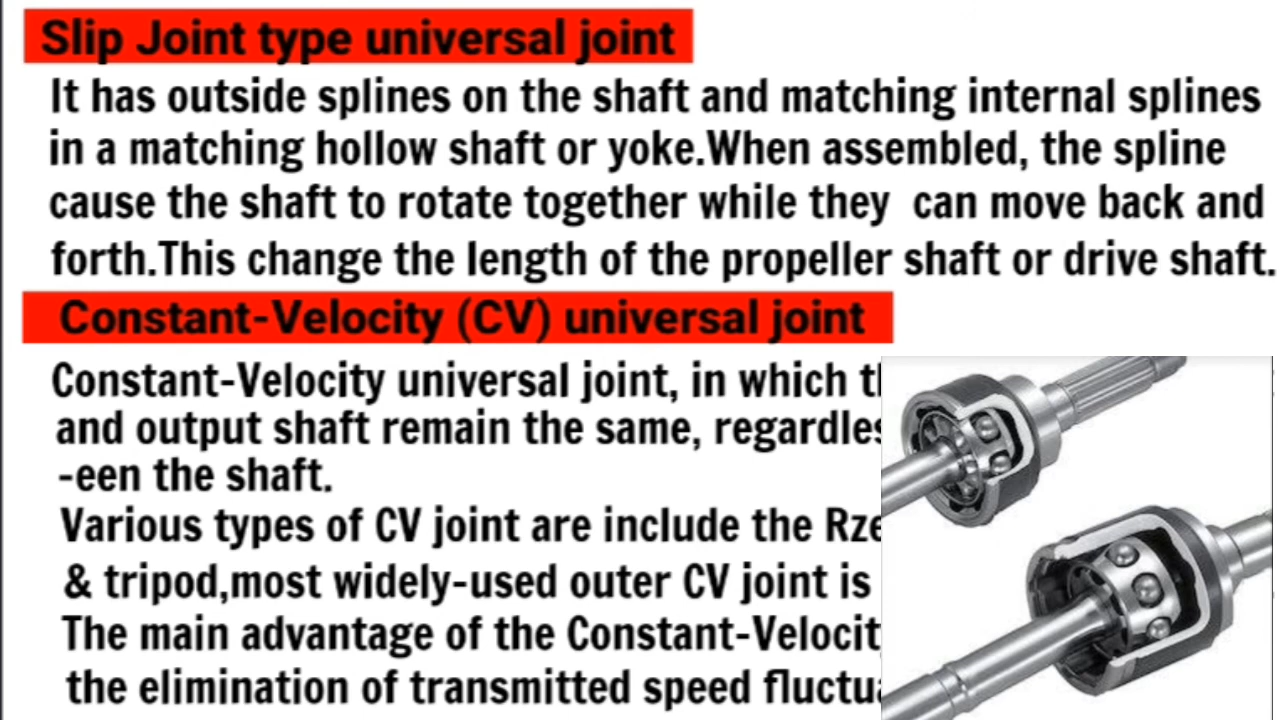 Slip Joint type universal joint
It has outside splines on the shaft and matching internal splines
in a matching hollow shaft or yoke.When assembled, the spline
cause the shaft to rotate together while they can move back and
forth.This change the length of the propeller shaft or drive shaft.
Constant-Velocity (CV) universal joint
Constant-Velocity universal joint, in which
and output shaft remain the same,
-een the shaft.
Various types of CV joint are include the
& tripod,most widely-used outer CV joint is
The main advantage of the
the elimination of transmitted speed